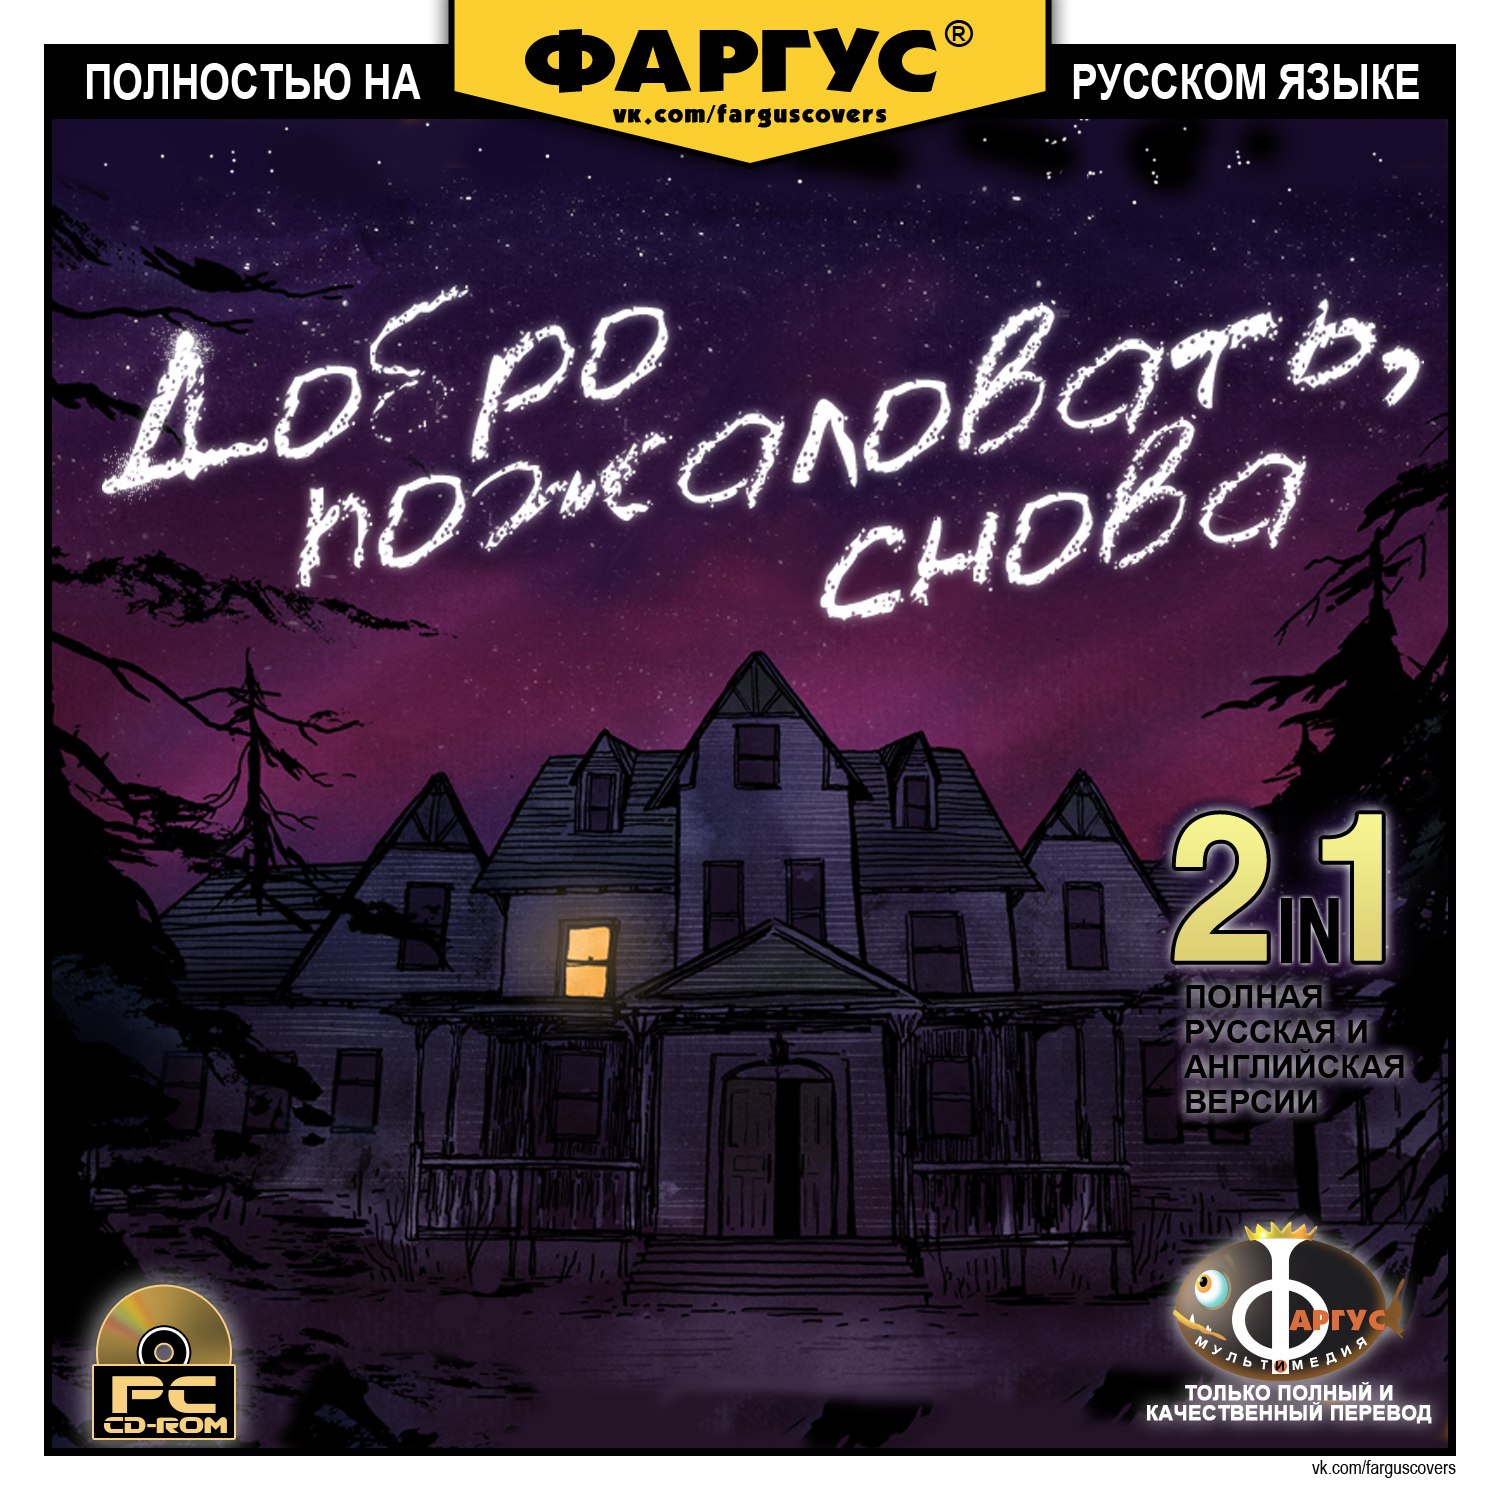 ФАРГУС®
vk.com/farguscovers
ПОЛНОСТЬЮ НА РУССКОМ ЯЗЫКЕ
Добро
пожаловать,
снова
2IN1
ПОЛНАЯ
РУССКАЯ И
АНГЛИЙСКАЯ
ВЕРСИИ
PC
CD-ROM
ФАРГУС
МУЛЬТИМЕДИЯ
ТОЛЬКО ПОЛНЫЙ И
КАЧЕСТВЕННЫЙ ПЕРЕВОД
vk.com/farguscovers